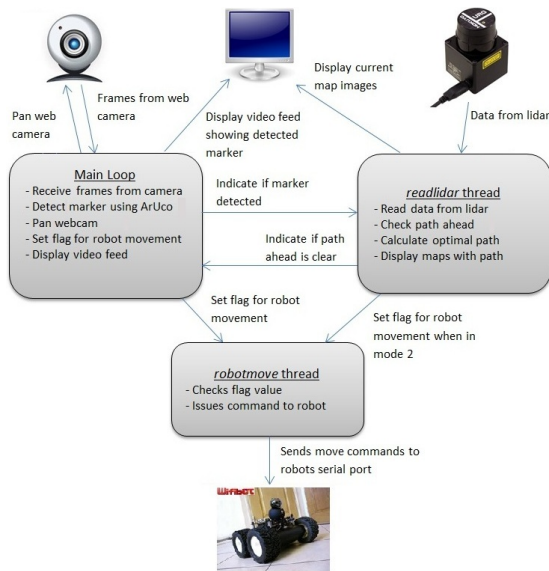 Pan web
camera
Frames from web
camera
Display video feed
showing detected
marker
Display current
map images
Data from lidar
Main Loop
- Receive frames from camera
- Detect marker using ArUco
- Pan webcam
- Set flag for robot movement
- Display video feed
Indicate if marker
detected
Indicate if path
ahead is clear
readlidar thread
- Read data from lidar
- Check path ahead
- Calculate optimal path
- Display maps with path
Set flag for robot
movement
Set flag for robot
movement when in
mode 2
robotmove thread
- Checks flag value
- Issues command to robot
Sends move commands to
robots serial port
Wifibot